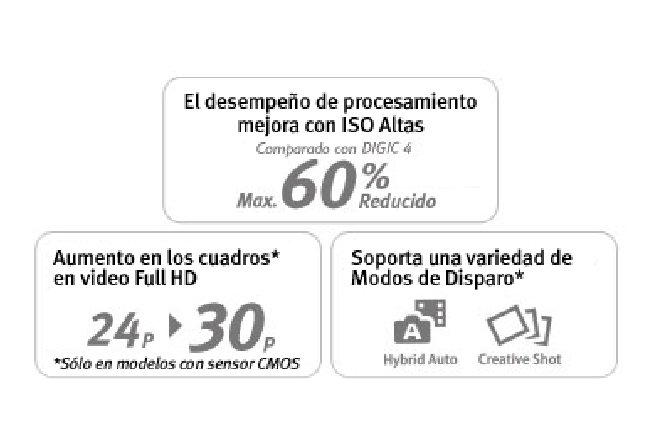 El desempeño de procesamiento
mejora con ISO Altas
Comparado con DIGIC 4
Max. 60% Reducido
Aumento en los cuadros*
en video Full HD
24P 30P
*Sólo en modelos con sensor CMOS
Soporta una variedad de
Modos de Disparo*
A
Hybrid Auto Creative Shot